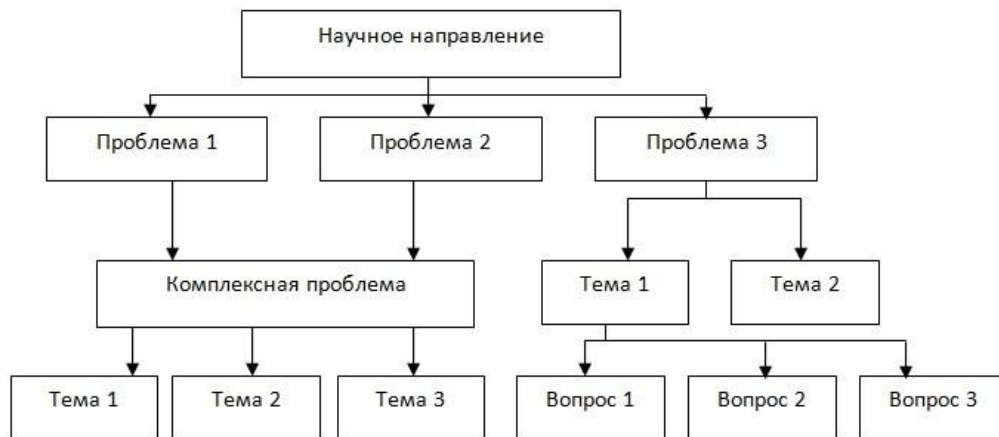 Научное направление
Проблема 1
Проблема 2
Проблема 3
Комплексная проблема
Тема 1
Тема 2
Тема 1
Тема 2
Тема 3
Вопрос 1
Вопрос 2
Вопрос 3